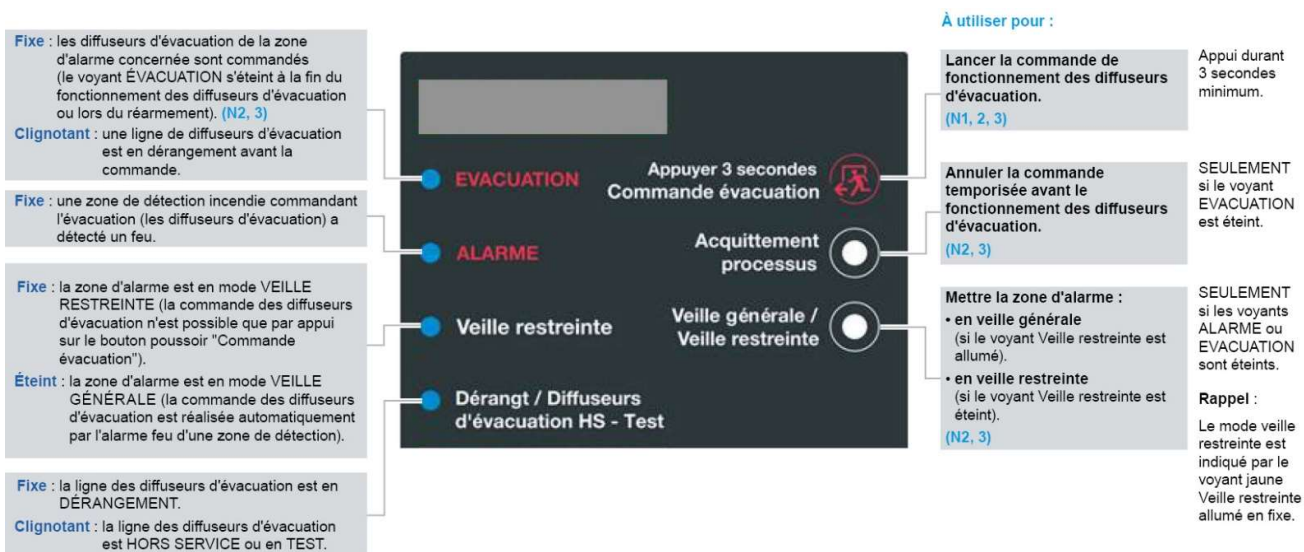 Fixe : les diffuseurs d'évacuation de la zone
d'alarme concernée sont commandés
(le voyant ÉVACUATION s'éteint à la fin du
fonctionnement des diffuseurs d'évacuation
ou lors du réarmement). (N2, 3)
Clignotant : une ligne de diffuseurs d'évacuation
est en dérangement avant la
commande.
Fixe : une zone de détection incendie commandant
l'évacuation (les diffuseurs d'évacuation) a
détecté un feu.
Fixe : la zone d'alarme est en mode VEILLE
RESTREINTE (la commande des diffuseurs
d'évacuation n'est possible que par appui
sur le bouton poussoir "Commande
évacuation").
Éteint : la zone d'alarme est en mode VEILLE
GÉNÉRALE (la commande des diffuseurs
d'évacuation est réalisée automatiquement
par l'alarme feu d'une zone de détection).
Fixe : la ligne des diffuseurs d'évacuation est en
DÉRANGEMENT.
Clignotant : la ligne des diffuseurs d'évacuation
est HORS SERVICE ou en TEST.
EVACUATION
ALARME
Veille restreinte
Dérangt / Diffuseurs
d'évacuation HS - Test
Appuyer 3 secondes
Commande évacuation
Acquittement
processus
Veille générale /
Veille restreinte
À utiliser pour :
Lancer la commande de
fonctionnement des diffuseurs
d'évacuation.
(N1, 2, 3)
Appui durant
3 secondes
minimum.
Annuler la commande
temporisée avant le
fonctionnement des diffuseurs
d'évacuation.
(N2, 3)
SEULEMENT
si le voyant
EVACUATION
est éteint.
Mettre la zone d'alarme :
• en veille générale
(si le voyant Veille restreinte est
allumé).
• en veille restreinte
(si le voyant Veille restreinte est
éteint).
(N2, 3)
SEULEMENT
si les voyants
ALARME ou
EVACUATION
sont éteints.
Rappel :
Le mode veille
restreinte est
indiqué par le
voyant jaune
Veille restreinte
allumé en fixe.